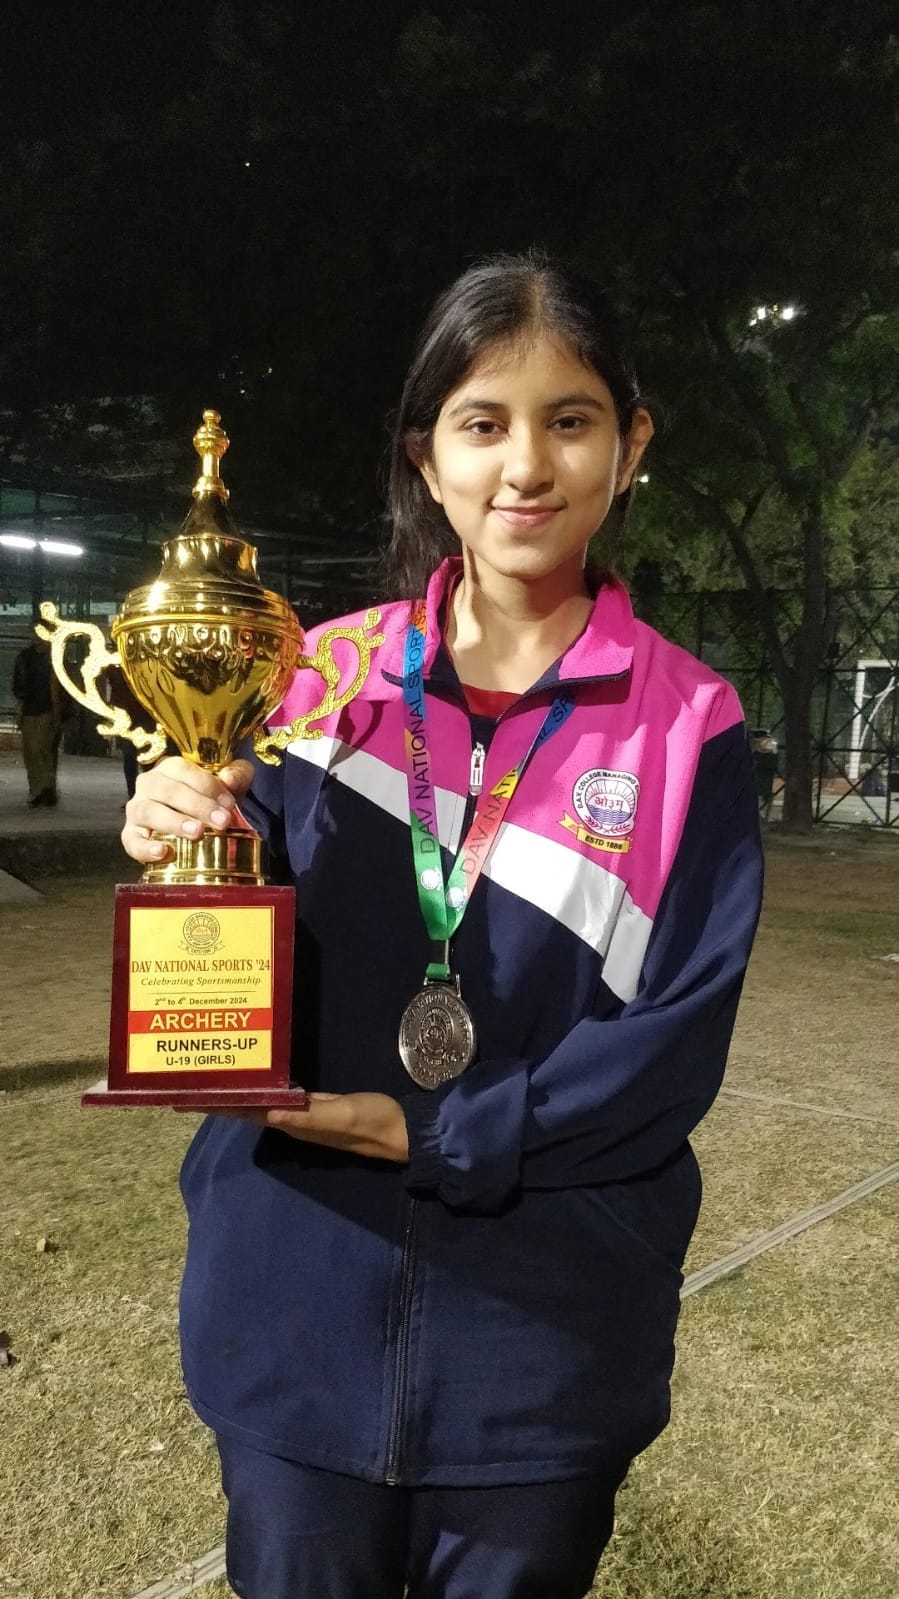 DAV NATIONAL SPORTS
DAV NA
D.A.V. COLLEGE MANAGING
ओ३म्
ESTD 1886
DAV NATIONAL SPORTS '24
Celebrating Sportsmanship
2nd to 4th December 2024
ARCHERY
RUNNERS-UP
U-19 (GIRLS)